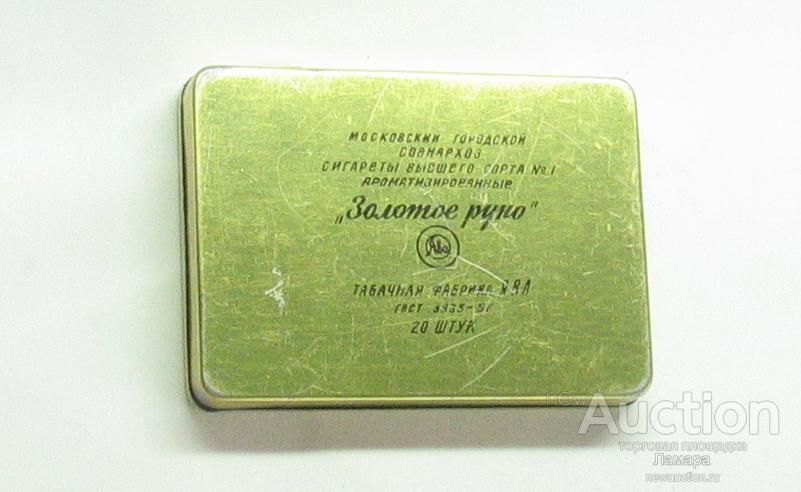 МОСКОВСКИЙ ГОРОДСКОЙ
СОВНАРХОЗ
СИГАРЕТЫ ВЫСШЕГО СОРТА №1
АРОМАТИЗИРОВАННЫЕ
„Золотое руно"
Ява
ТАБАЧНАЯ ФАБРИКА ЯВА
ГОСТ 3935-57
20 ШТУК
newAuction
торговая площадка
Ламара
newauction.ru